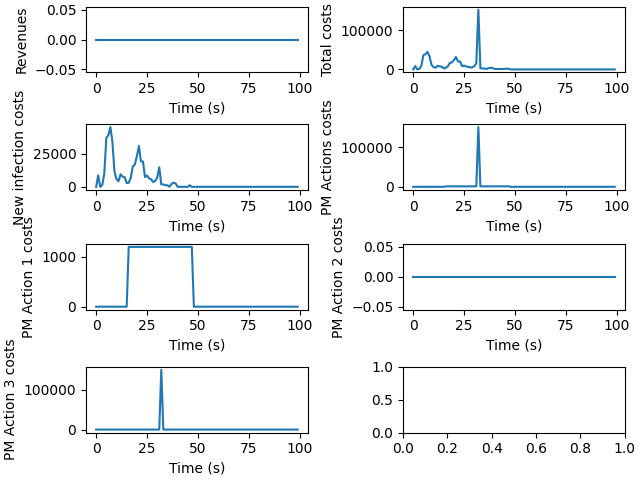 Revenues
0.05
0.00
−0.05
0 25 50 75 100
Time (s)
Total costs
100000
0
0 25 50 75 100
Time (s)
New infection costs
25000
0
0 25 50 75 100
Time (s)
PM Actions costs
100000
0
0 25 50 75 100
Time (s)
PM Action 1 costs
1000
0
0 25 50 75 100
Time (s)
PM Action 2 costs
0.05
0.00
−0.05
0 25 50 75 100
Time (s)
PM Action 3 costs
100000
0
0 25 50 75 100
Time (s)
1.0
0.5
0.0
0.0 0.2 0.4 0.6 0.8 1.0